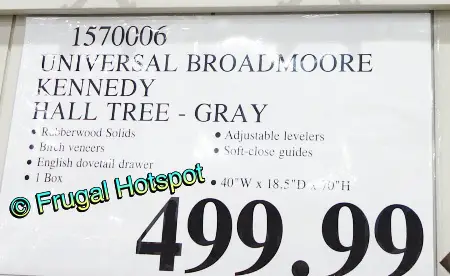 1570006
UNIVERSAL BROADMOORE
KENNEDY
HALL TREE - GRAY
• Rubberwood Solids
• Birch veneers
• English dovetail drawer
• 1 Box
• Adjustable levelers
• Soft-close guides
• 40"W x 18.5"D x 70"H
© Frugal Hotspot
499.99